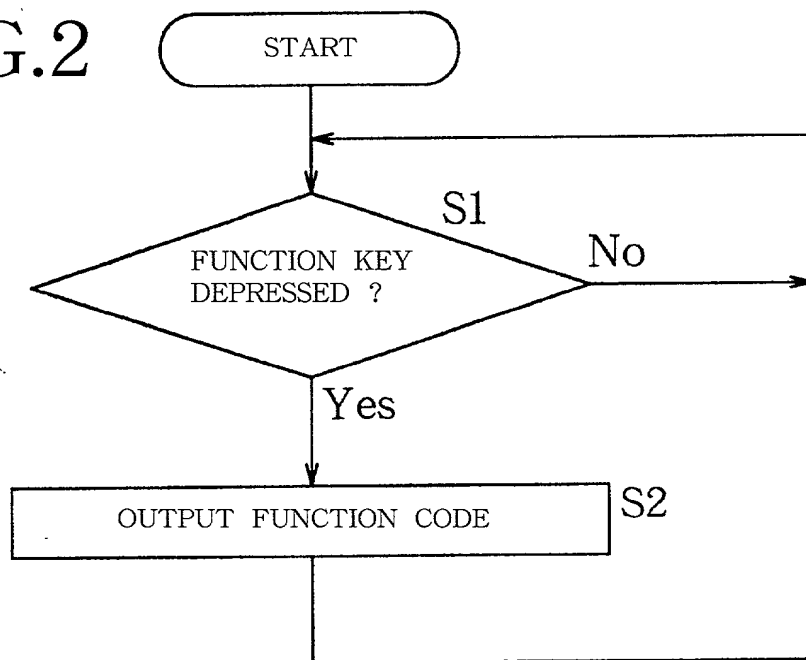 G.2
START
S1
FUNCTION KEY
DEPRESSED ?
No
Yes
OUTPUT FUNCTION CODE
S2